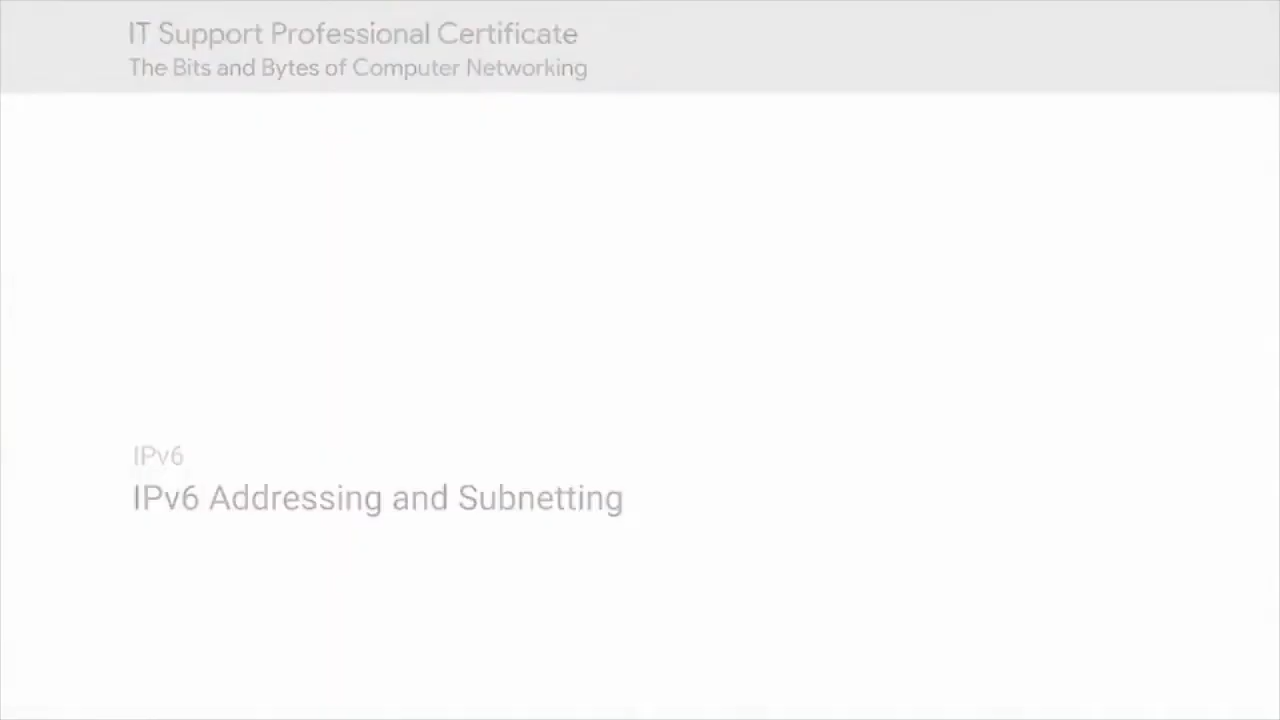 IT Support Professional Certificate
The Bits and Bytes of Computer Networking
IPv6
IPv6 Addressing and Subnetting